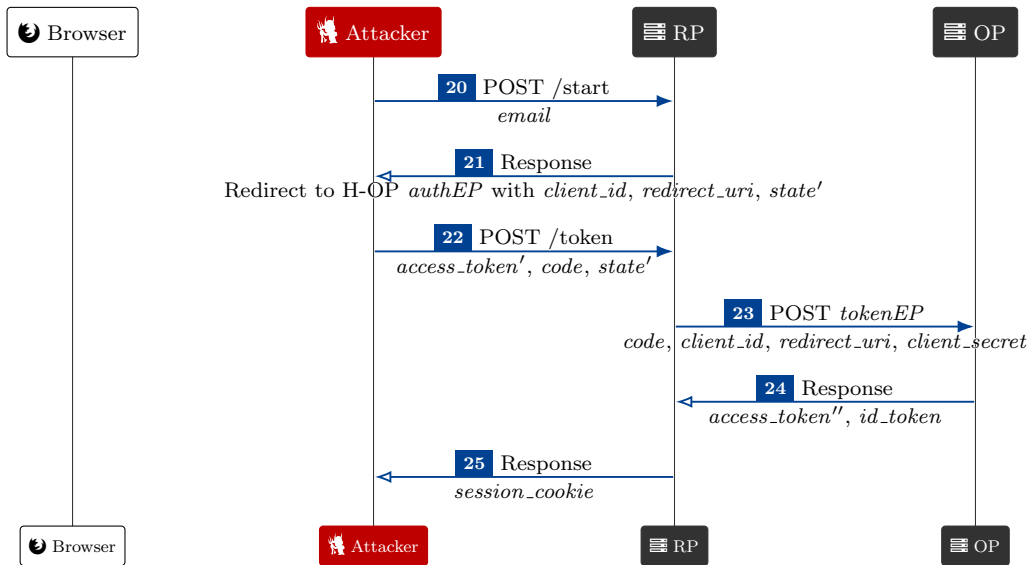 Browser
Attacker
RP
OP
20 POST /start
email
21 Response
Redirect to H-OP authEP with client_id, redirect_uri, state′
22 POST /token
access_token′, code, state′
23 POST tokenEP
code, client_id, redirect_uri, client_secret
24 Response
access_token′′, id_token
25 Response
session_cookie
Browser
Attacker
RP
OP